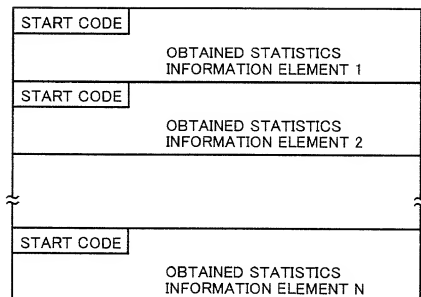 START CODE
OBTAINED STATISTICS
INFORMATION ELEMENT 1
START CODE
OBTAINED STATISTICS
INFORMATION ELEMENT 2
START CODE
OBTAINED STATISTICS
INFORMATION ELEMENT N